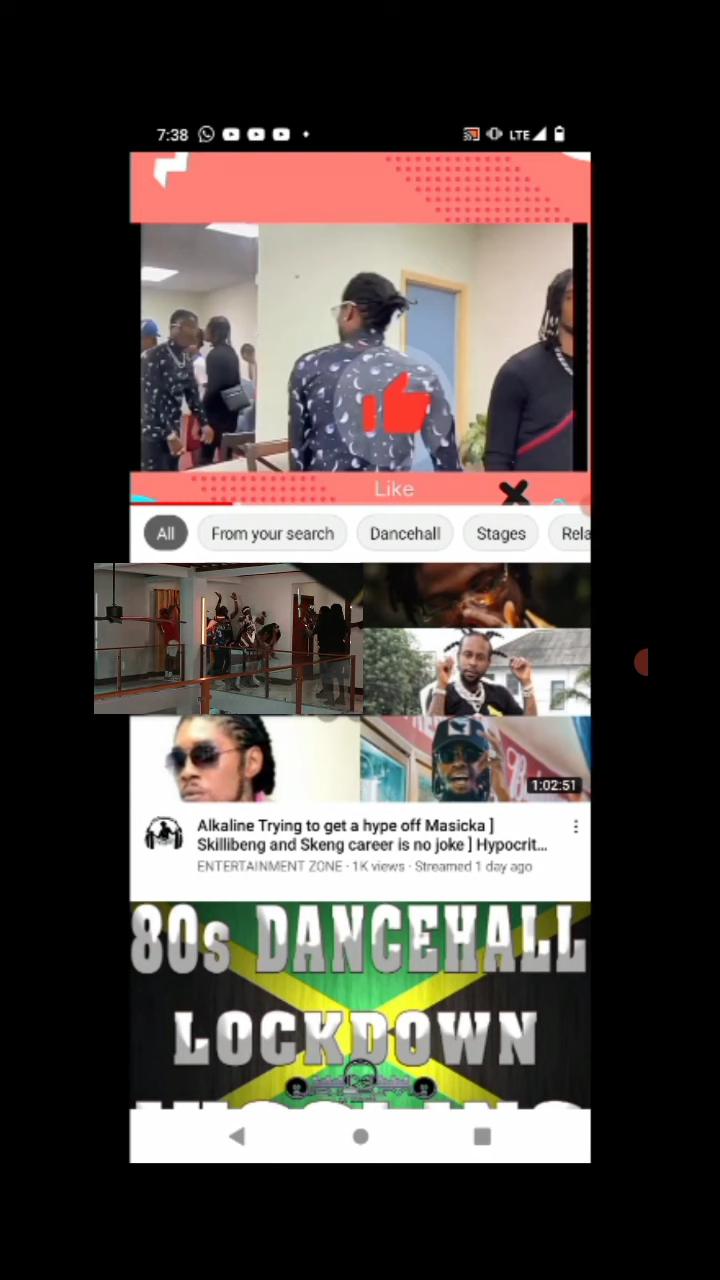 7:38
LTE
Like
All
From your search
Dancehall
Stages
Rela
1:02:51
Alkaline Trying to get a hype off Masicka ]
Skillibeng and Skeng career is no joke ] Hypocrit...
ENTERTAINMENT ZONE · 1K views · Streamed 1 day ago
80s DANCEHALL
LOCKDOWN